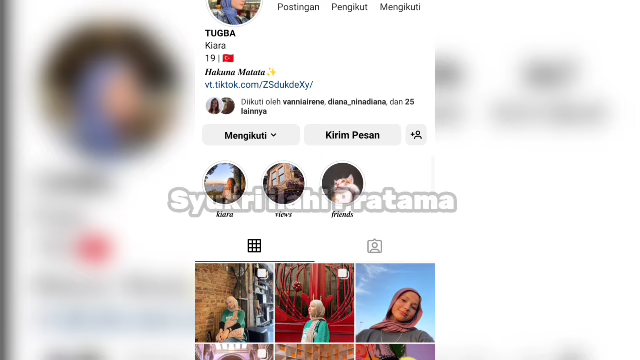 Postingan Pengikut Mengikuti
TUGBA
Kiara
19 | 🇹🇷
Hakuna Matata✨
vt.tiktok.com/ZSdukdeXy/
Diikuti oleh vanniairene, diana_ninadiana, dan 25
lainnya
Mengikuti Kirim Pesan
Syukri Ilahi Pratama
kiara views friends